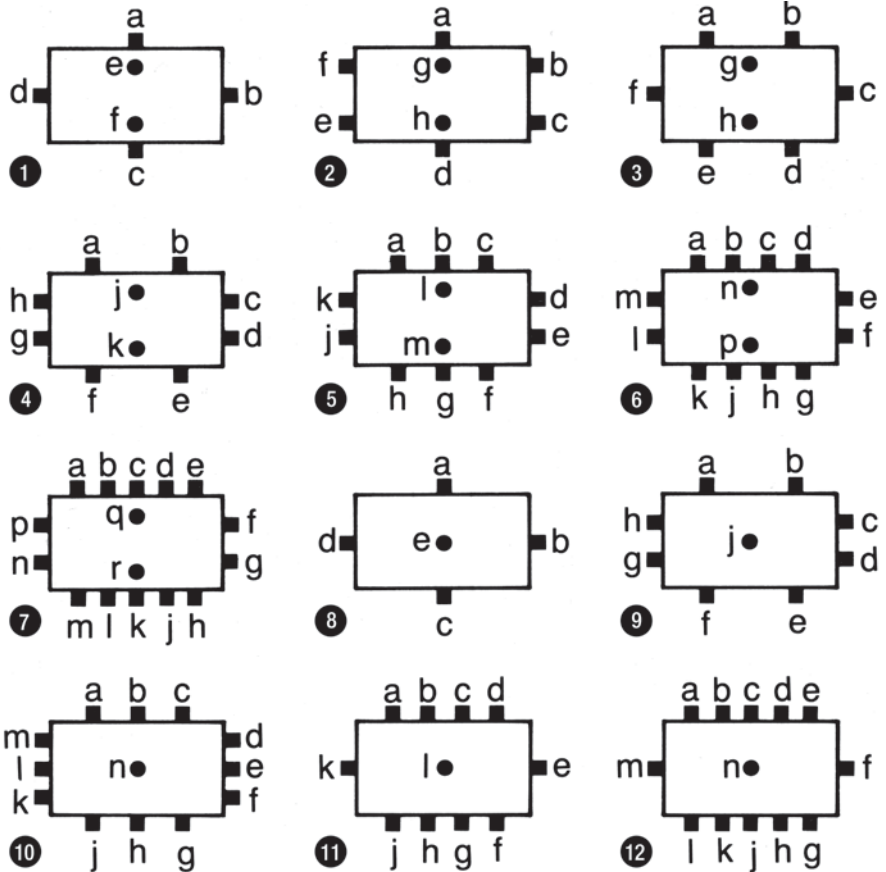 a
e
d b
f
c
1
a
f g b
e h c
d
2
a b
g
f c
h
e d
3
a b
j
h c
g d
k
f e
4
a b c
l
k d
j m e
h g f
5
a b c d
n
m e
l p f
k j h g
6
a b c d e
q
p f
n r g
m l k j h
7
a
d e b
c
8
a b
h c
j
g d
f e
9
a b c
m d
l n e
k f
j h g
10
a b c d
k l e
j h g f
11
a b c d e
m n f
l k j h g
12